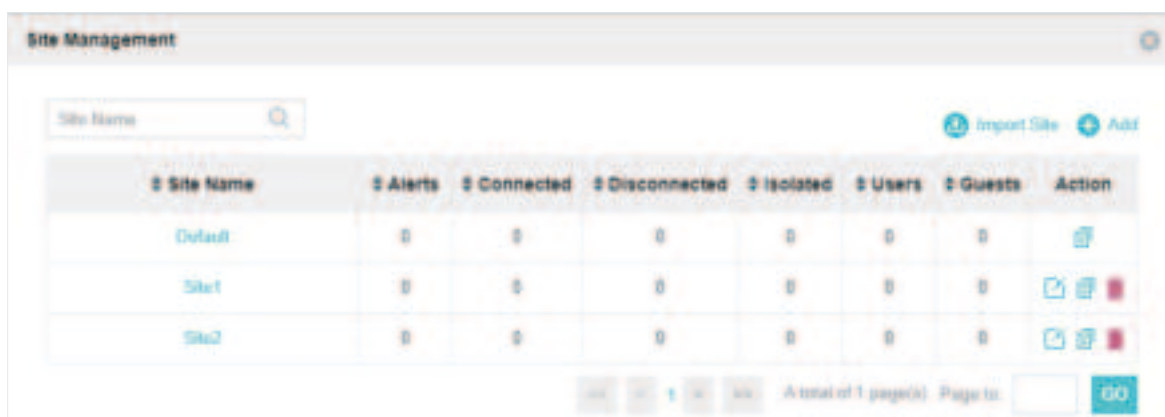 Site Management
Site Name
Import Site Add
Site Name Alerts Connected Disconnected Isolated Users Guests Action
Default 0 0 0 0 0 0
Site1 0 0 0 0 0 0
Site2 0 0 0 0 0 0
<< < 1 > >> A total of 1 page(s) Page to: GO